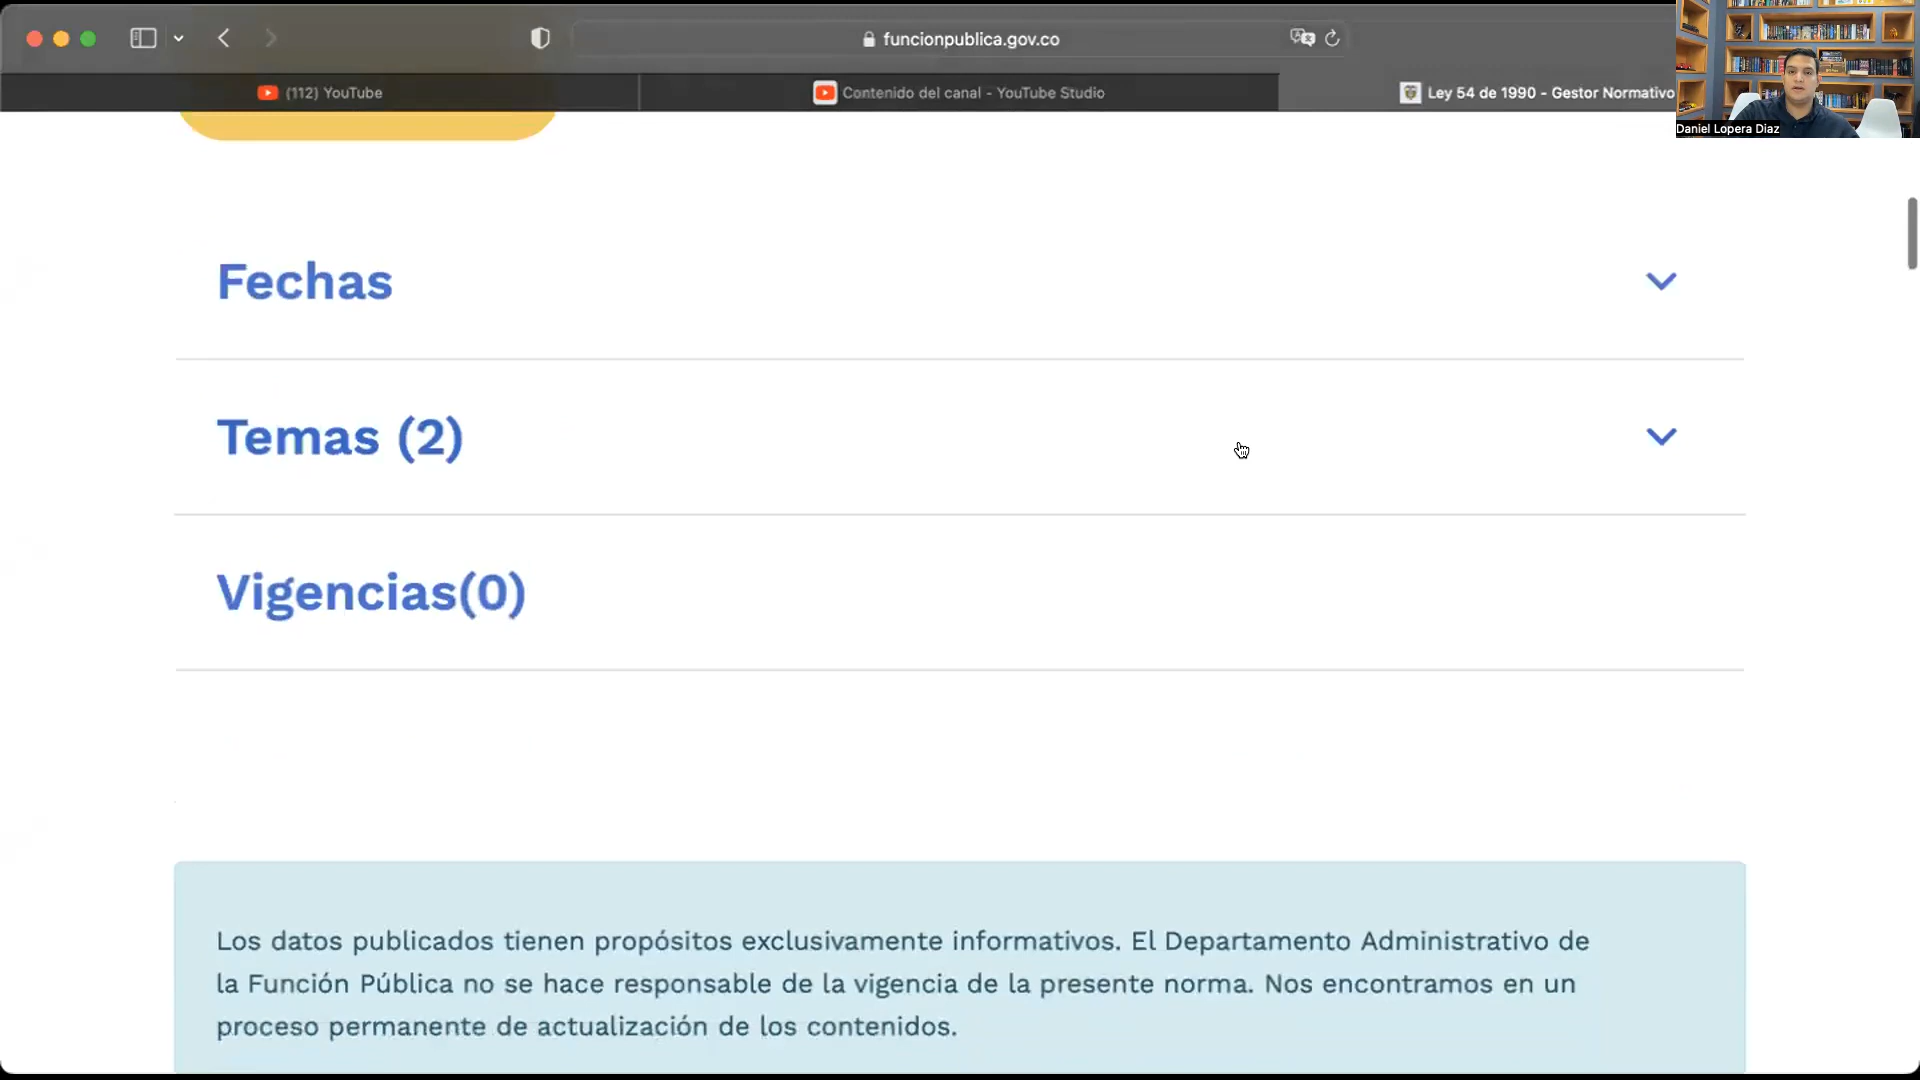 funcionpublica.gov.co
(112) YouTube
Contenido del canal - YouTube Studio
Ley 54 de 1990 - Gestor Normativo
Daniel Lopera Diaz
Fechas
Temas (2)
Vigencias(0)
Los datos publicados tienen propósitos exclusivamente informativos. El Departamento Administrativo de
la Función Pública no se hace responsable de la vigencia de la presente norma. Nos encontramos en un
proceso permanente de actualización de los contenidos.